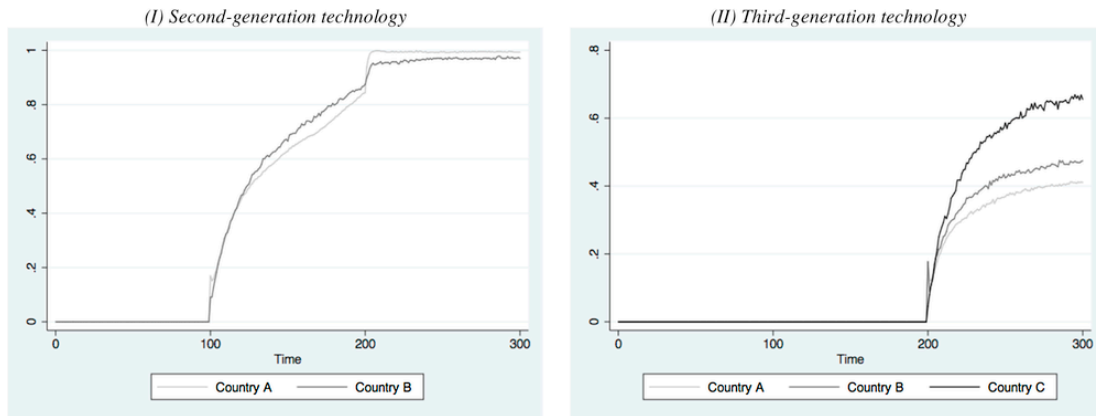 (I) Second-generation technology
1
.8
.6
.4
.2
0
0 100 200 300
Time
Country A Country B
(II) Third-generation technology
.8
.6
.4
.2
0
0 100 200 300
Time
Country A Country B Country C